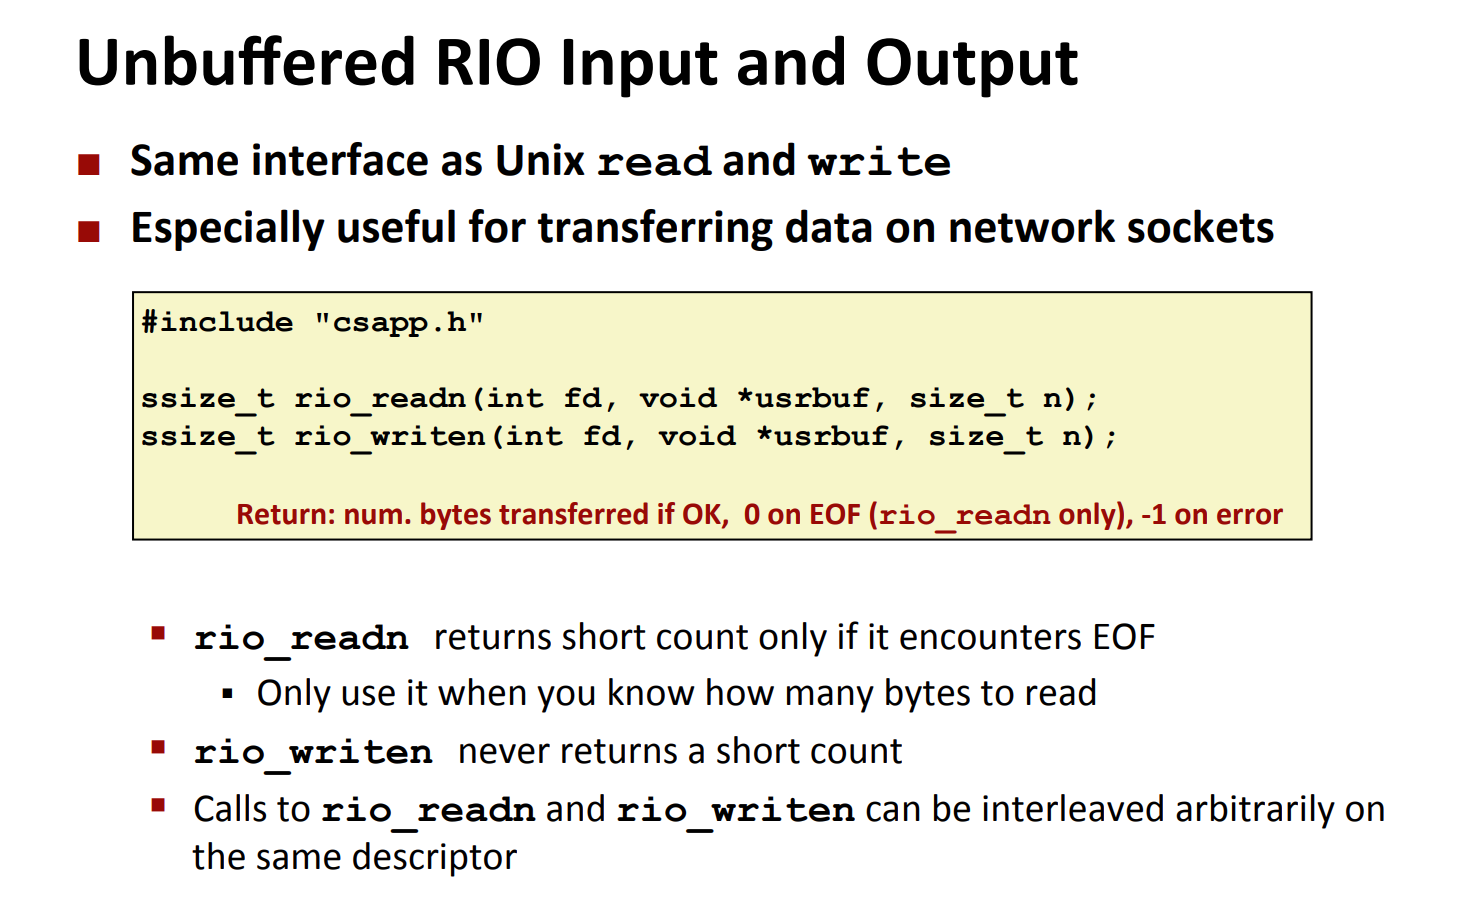 Unbuffered RIO Input and Output
■ Same interface as Unix read and write
■ Especially useful for transferring data on network sockets
#include "csapp.h"
ssize_t rio_readn(int fd, void *usrbuf, size_t n);
ssize_t rio_writen(int fd, void *usrbuf, size_t n);
Return: num. bytes transferred if OK, 0 on EOF (rio_readn only), -1 on error
▪ rio_readn returns short count only if it encounters EOF
▪ Only use it when you know how many bytes to read
▪ rio_writen never returns a short count
▪ Calls to rio_readn and rio_writen can be interleaved arbitrarily on
the same descriptor